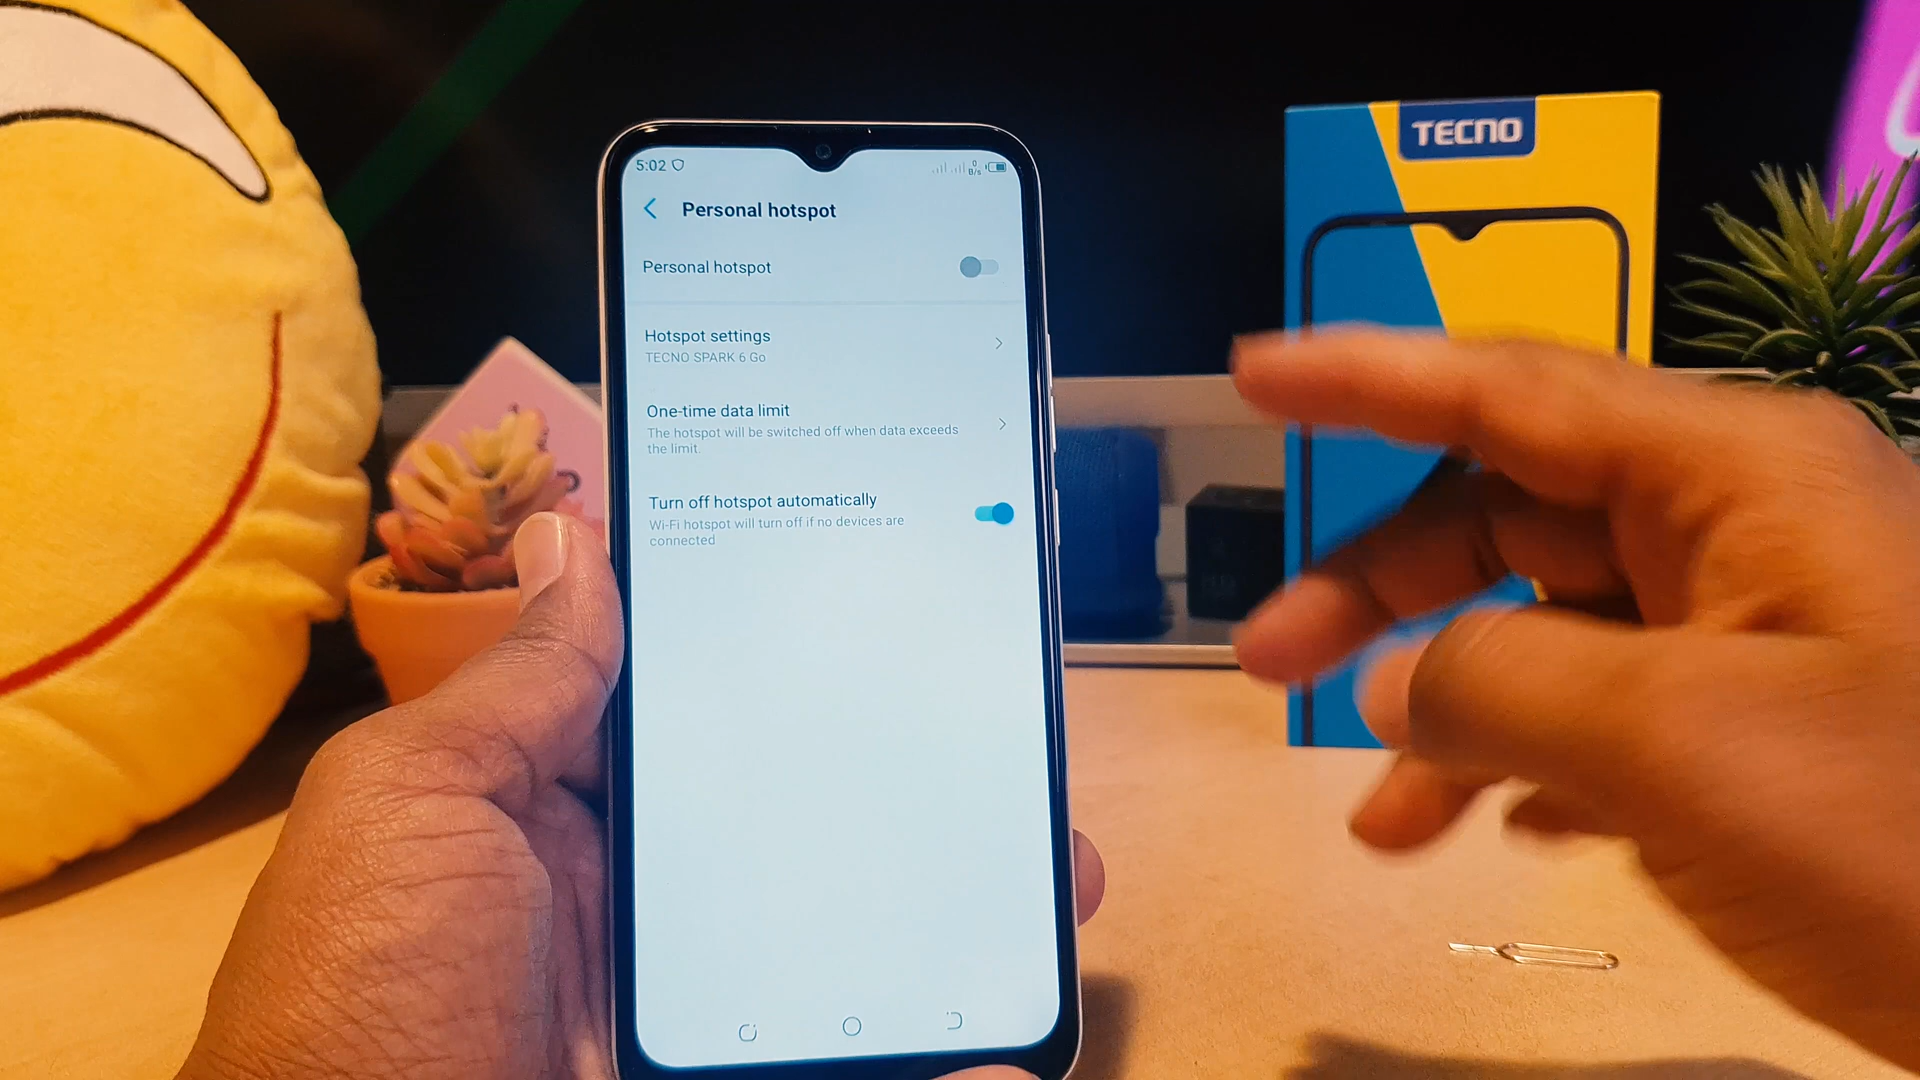 5:02
0
B/s
Personal hotspot
Personal hotspot
Hotspot settings
TECNO SPARK 6 Go
One-time data limit
The hotspot will be switched off when data exceeds
the limit.
Turn off hotspot automatically
Wi-Fi hotspot will turn off if no devices are
connected
TECNO